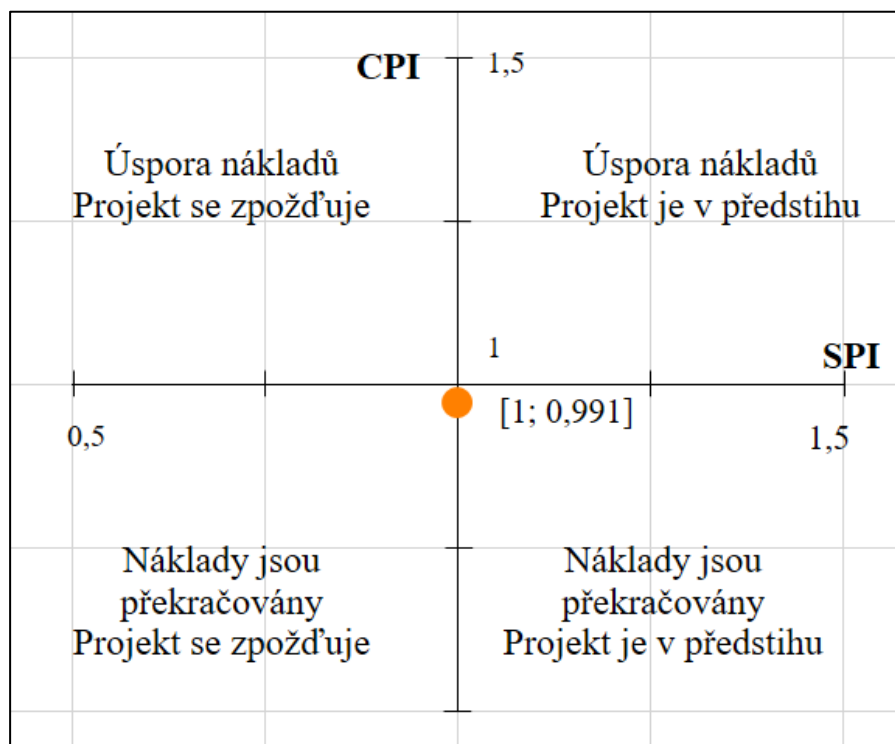 CPI
1,5
Úspora nákladů
Projekt se zpožďuje
Úspora nákladů
Projekt je v předstihu
1
SPI
[1; 0,991]
0,5
1,5
Náklady jsou
překračovány
Projekt se zpožďuje
Náklady jsou
překračovány
Projekt je v předstihu